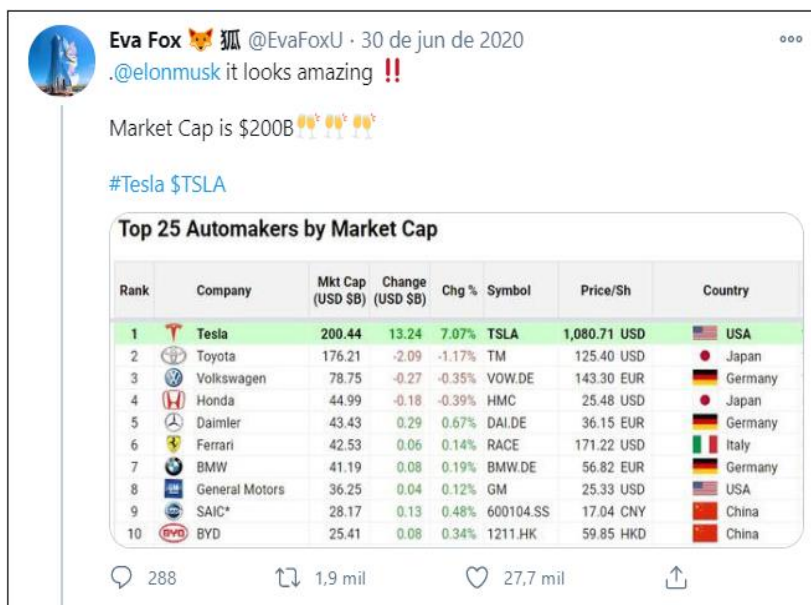 Eva Fox 🦊 狐 @EvaFoxU · 30 de jun de 2020
.@elonmusk it looks amazing ‼️
Market Cap is $200B🥂🥂🥂
#Tesla $TSLA
Top 25 Automakers by Market Cap
Rank Company Mkt Cap (USD $B) Change (USD $B) Chg % Symbol Price/Sh Country
1 Tesla 200.44 13.24 7.07% TSLA 1,080.71 USD USA
2 Toyota 176.21 -2.09 -1.17% TM 125.40 USD Japan
3 Volkswagen 78.75 -0.27 -0.35% VOW.DE 143.30 EUR Germany
4 Honda 44.99 -0.18 -0.39% HMC 25.48 USD Japan
5 Daimler 43.43 0.29 0.67% DAI.DE 36.15 EUR Germany
6 Ferrari 42.53 0.06 0.14% RACE 171.22 USD Italy
7 BMW 41.19 0.08 0.19% BMW.DE 56.82 EUR Germany
8 GM General Motors 36.25 0.04 0.12% GM 25.33 USD USA
9 SAIC* 28.17 0.13 0.48% 600104.SS 17.04 CNY China
10 BYD BYD 25.41 0.08 0.34% 1211.HK 59.85 HKD China
288 1,9 mil 27,7 mil